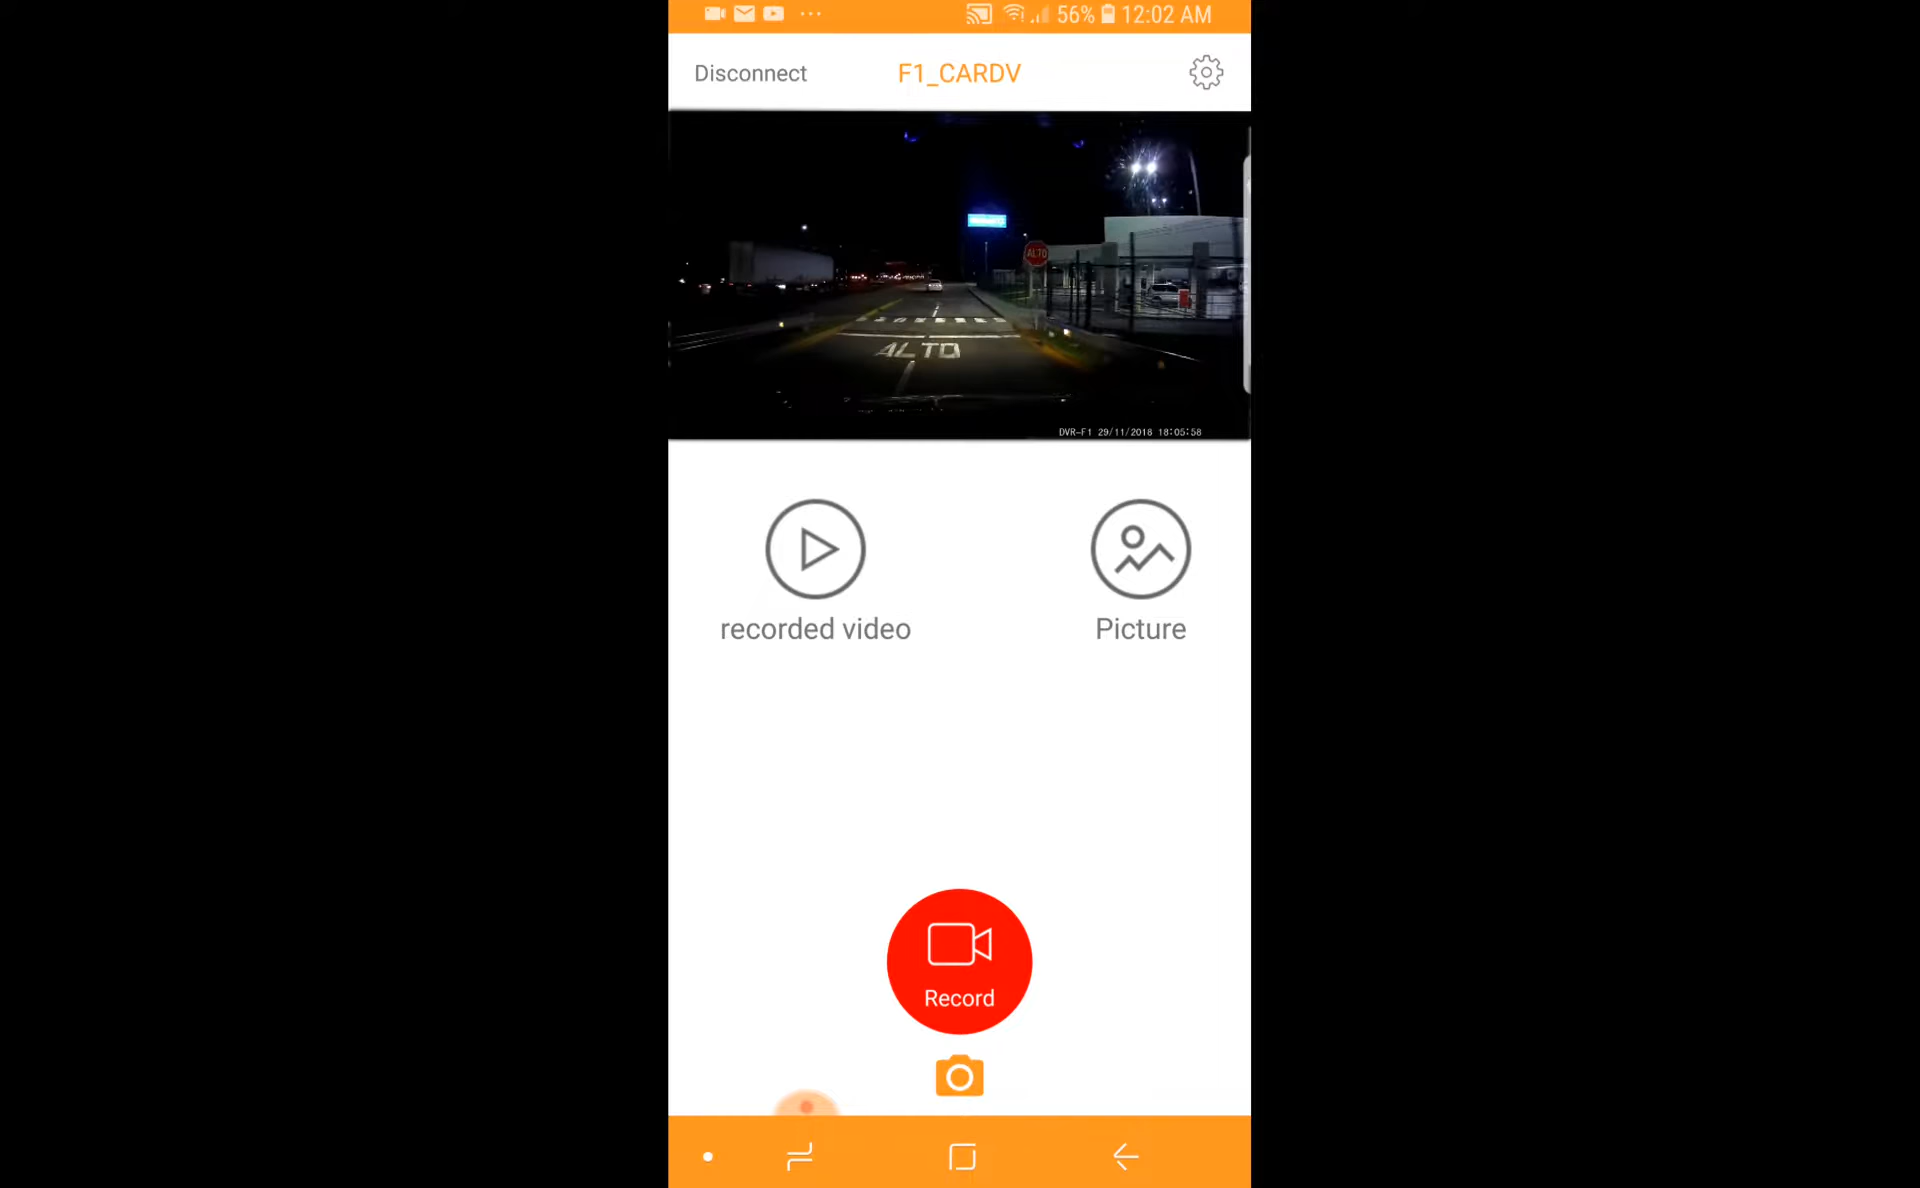 56% 12:02 AM
Disconnect
F1_CARDV
ALTO
ALTO
DVR-F1 29/11/2018 18:05:58
recorded video
Picture
Record